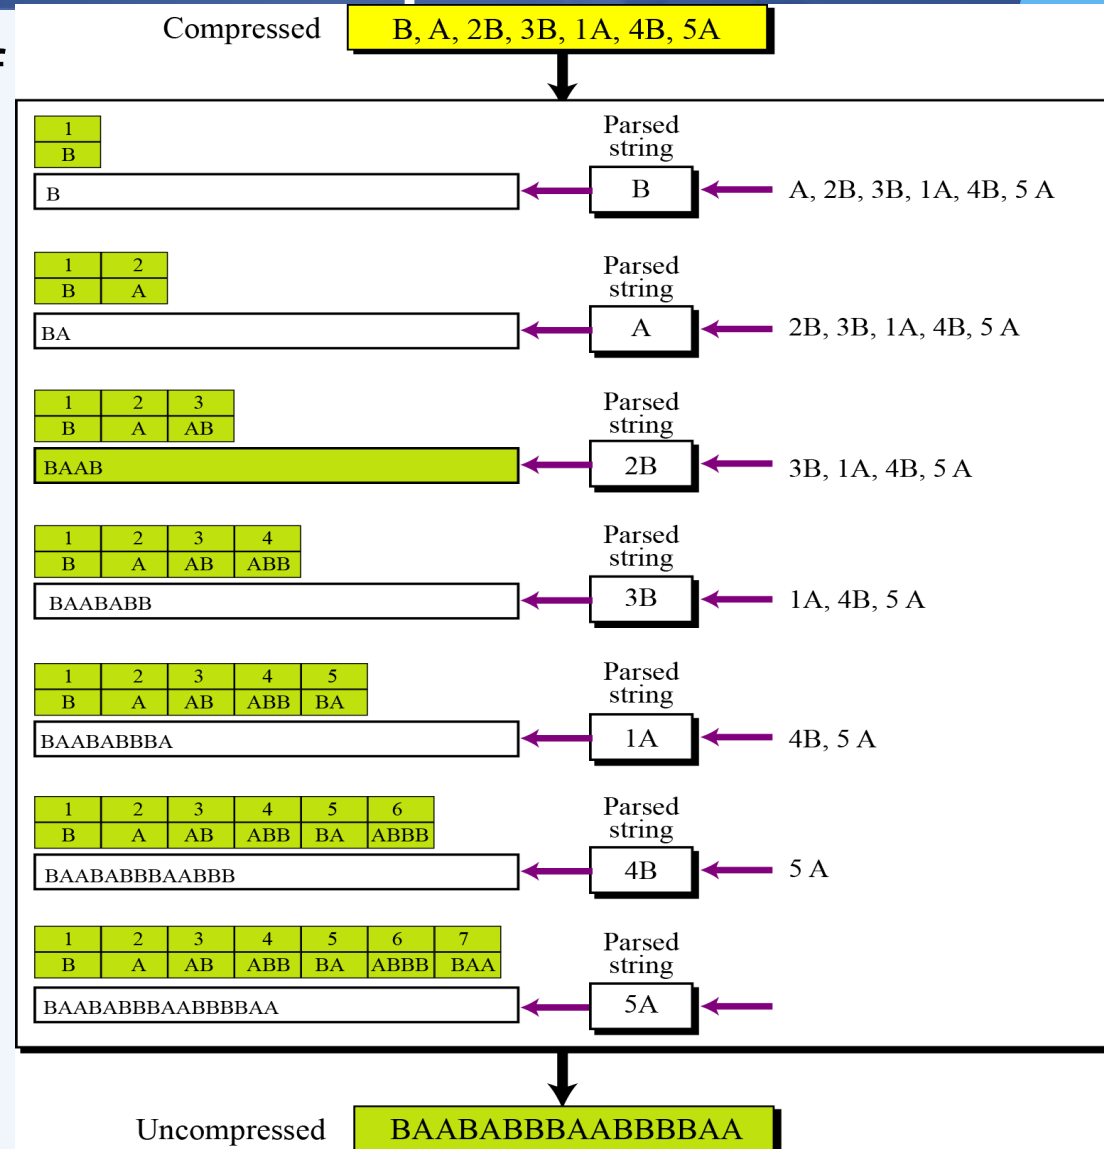 Compressed B, A, 2B, 3B, 1A, 4B, 5A
1
B
Parsed
string
B B A, 2B, 3B, 1A, 4B, 5 A
1 2
B A
Parsed
string
BA A 2B, 3B, 1A, 4B, 5 A
1 2 3
B A AB
Parsed
string
BAAB 2B 3B, 1A, 4B, 5 A
1 2 3 4
B A AB ABB
Parsed
string
BAABABB 3B 1A, 4B, 5 A
1 2 3 4 5
B A AB ABB BA
Parsed
string
BAABABBBA 1A 4B, 5 A
1 2 3 4 5 6
B A AB ABB BA ABBB
Parsed
string
BAABABBBAABBB 4B 5 A
1 2 3 4 5 6 7
B A AB ABB BA ABBB BAA
Parsed
string
BAABABBBAABBBBAA 5A
Uncompressed BAABABBBAABBBBAA